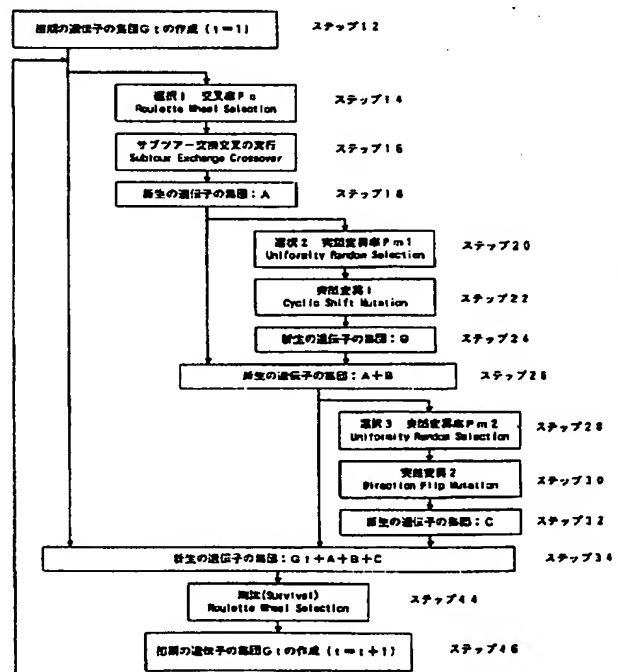 初期の遺伝子の集団Gtの作成 (t=1) ステップ12
選択1 交叉率Pc ステップ14
Roulette Wheel Selection
サブツアー交換交叉の実行 ステップ16
Subtour Exchange Crossover
新生の遺伝子の集団:A ステップ18
選択2 突然変異率Pm1 ステップ20
Uniformity Random Selection
突然変異1 ステップ22
Cyclic Shift Mutation
新生の遺伝子の集団:B ステップ24
新生の遺伝子の集団:A+B ステップ26
選択3 突然変異率Pm2 ステップ28
Uniformity Random Selection
突然変異2 ステップ30
Direction Flip Mutation
新生の遺伝子の集団:C ステップ32
新生の遺伝子の集団:Gt+A+B+C ステップ34
淘汰(Survival) ステップ44
Roulette Wheel Selection
初期の遺伝子の集団Gtの作成 (t=t+1) ステップ46